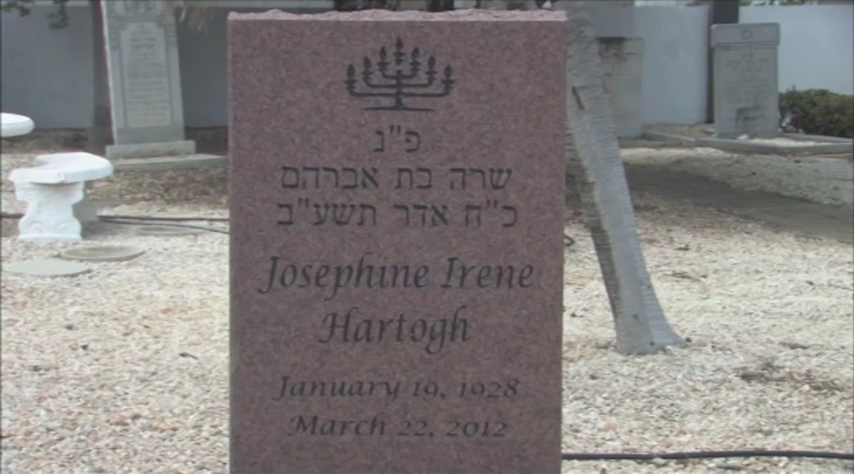 פ"נ
שרה בת אברהם
כ"ח אדר תשע"ב
Josephine Irene
Hartogh
January 19, 1928
March 22, 2012